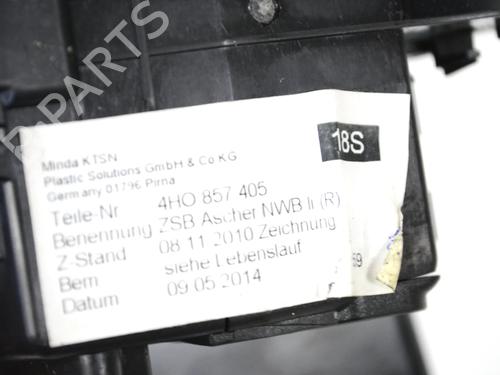 B-PARTS
Minda KTSN
Plastic Solutions GmbH & Co KG
Germany 01796 Pirna
18S
Teile-Nr 4HO 857 405
Benennung ZSB Ascher NWB li (R)
Z-Stand 08 11 2010 Zeichnung
Bem siehe Lebenslauf
Datum 09.05 2014